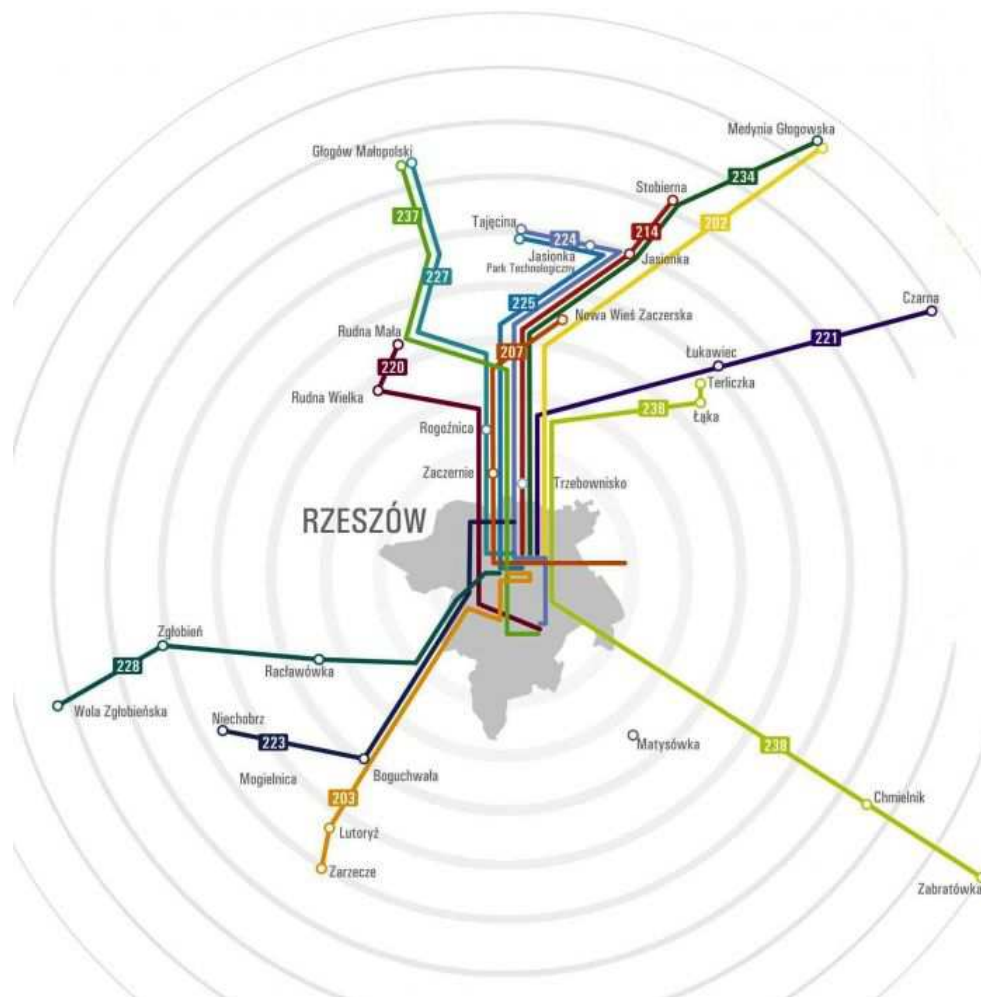 Medynia Głogowska
Głogów Małopolski
234
Stobierna
237
Tajęcina
224
214
202
Jasionka
Park Technologiczny
Jasionka
227
225
Czarna
Nowa Wieś Zaczerska
Rudna Mała
207
221
Łukawiec
220
Terliczka
Rudna Wielka
238
Łąka
Rogoźnica
Zaczernie
Trzebownisko
RZESZÓW
Zgłobień
228
Racławówka
Wola Zgłobieńska
Niechobrz
223
Matysówka
238
Mogielnica
Boguchwała
203
Chmielnik
Lutoryż
Zarzecze
Zabratówka